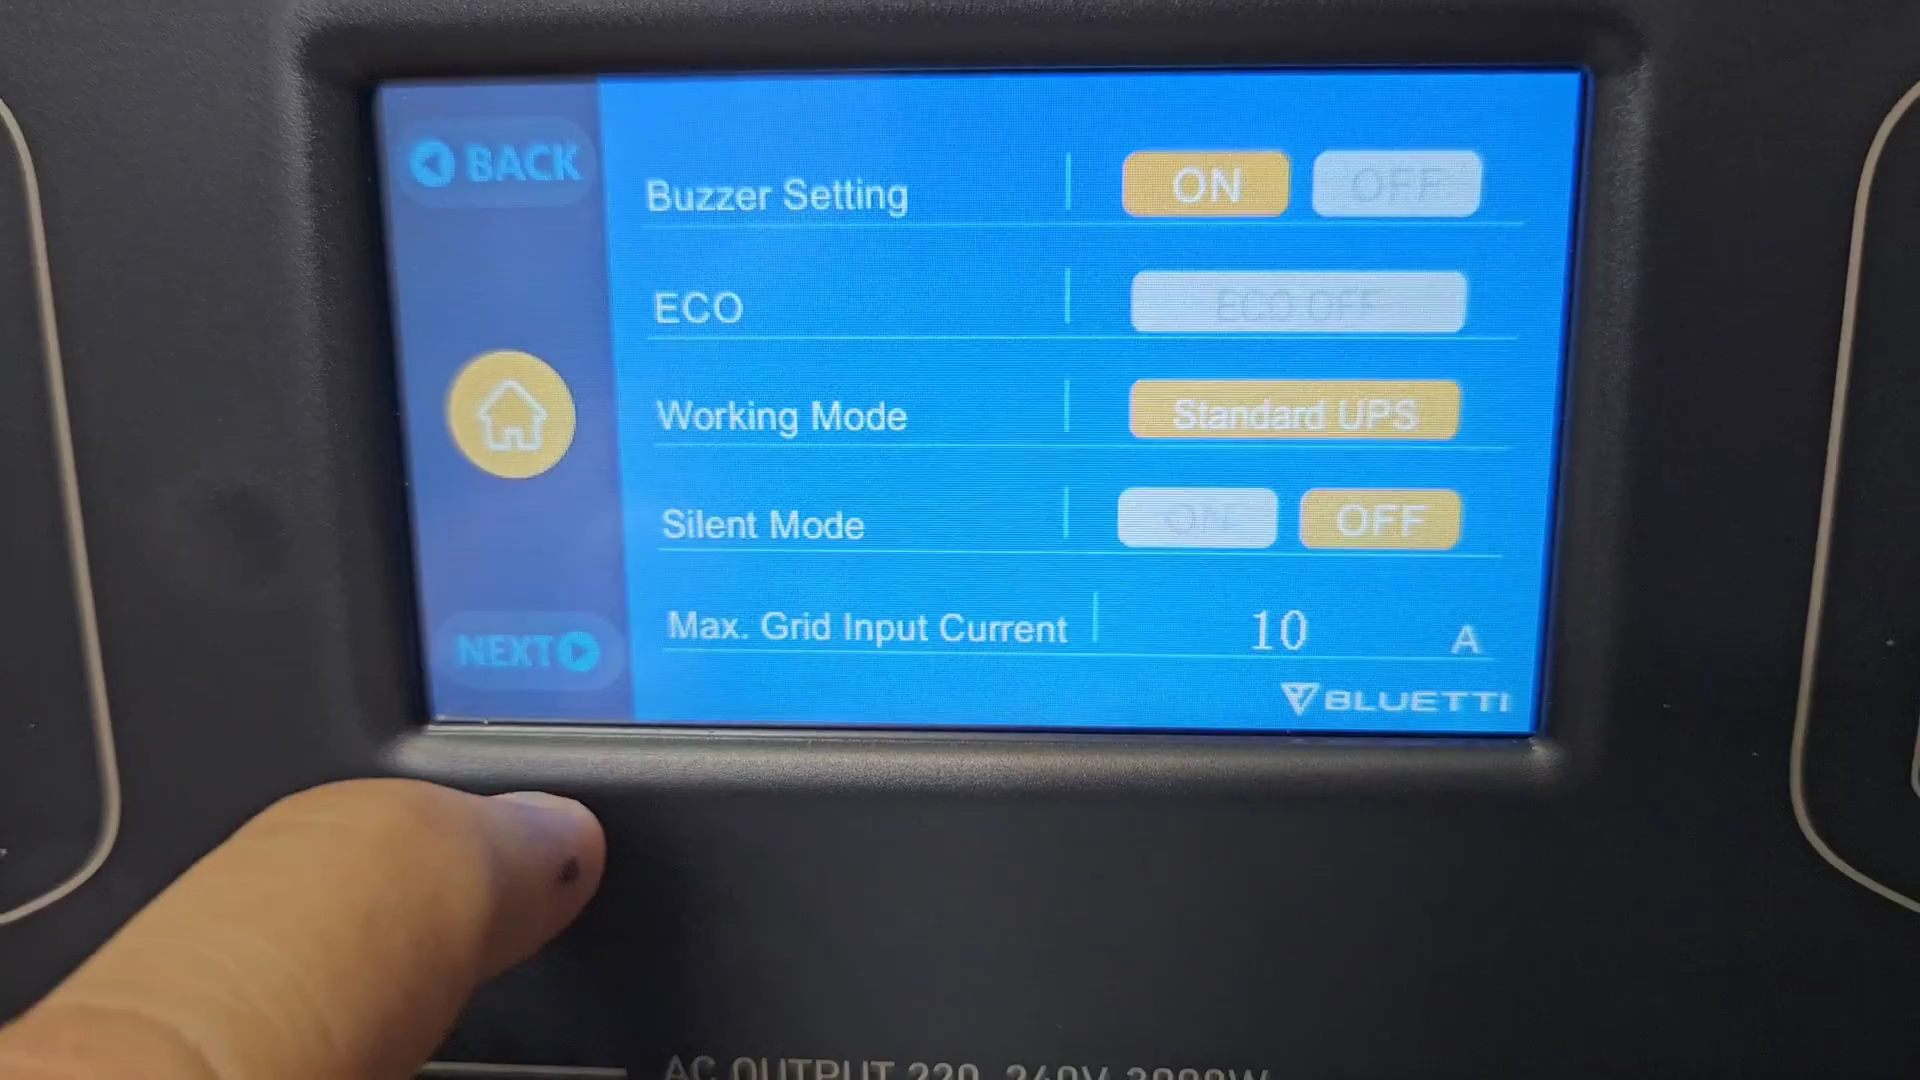 BACK
Buzzer Setting ON OFF
ECO ECO OFF
Working Mode Standard UPS
Silent Mode ON OFF
Max. Grid Input Current 10 A
NEXT
BLUETTI
AC OUTPUT 220-240V